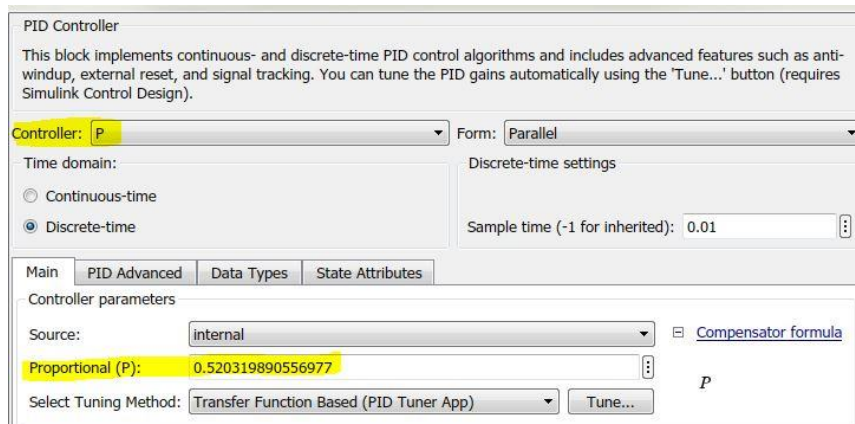 PID Controller
This block implements continuous- and discrete-time PID control algorithms and includes advanced features such as anti-
windup, external reset, and signal tracking. You can tune the PID gains automatically using the 'Tune...' button (requires
Simulink Control Design).
Controller: P Form: Parallel
Time domain: Discrete-time settings
Continuous-time
Discrete-time Sample time (-1 for inherited): 0.01
Main PID Advanced Data Types State Attributes
Controller parameters
Source: internal Compensator formula
Proportional (P): 0.520319890556977
P
Select Tuning Method: Transfer Function Based (PID Tuner App) Tune...